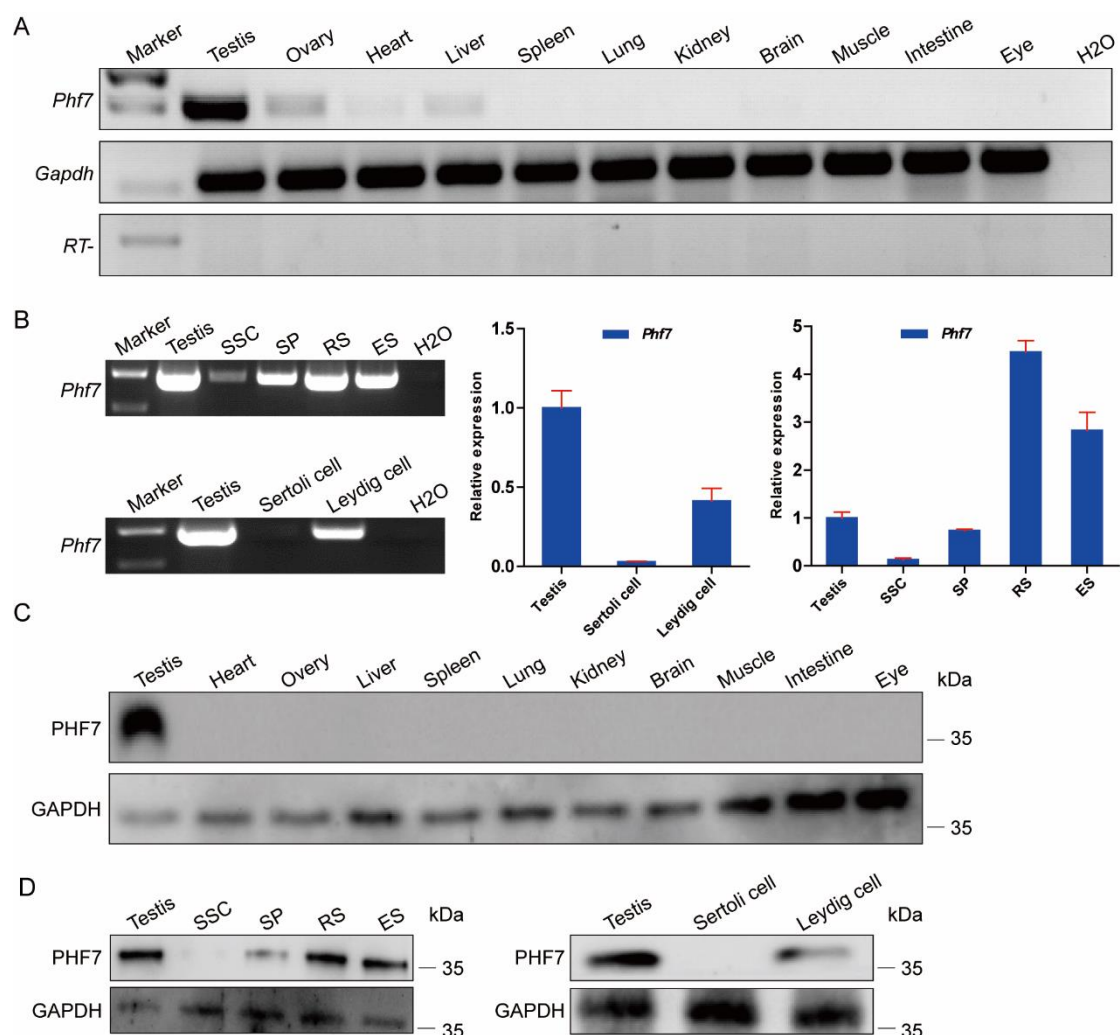 A
Marker Testis Ovary Heart Liver Spleen Lung Kidney Brain Muscle Intestine Eye H2O
Phf7
Gapdh
RT-
B
Marker Testis SSC SP RS ES H2O
Phf7
Marker Testis Sertoli cell Leydig cell H2O
Phf7
Phf7
Relative expression
1.5
1.0
0.5
0.0
Testis Sertoli cell Leydig cell
Phf7
Relative expression
5
4
3
2
1
0
Testis SSC SP RS ES
C
Testis Heart Overy Liver Spleen Lung Kidney Brain Muscle Intestine Eye kDa
PHF7 35
GAPDH 35
D
Testis SSC SP RS ES kDa
PHF7 35
GAPDH 35
Testis Sertoli cell Leydig cell kDa
PHF7 35
GAPDH 35